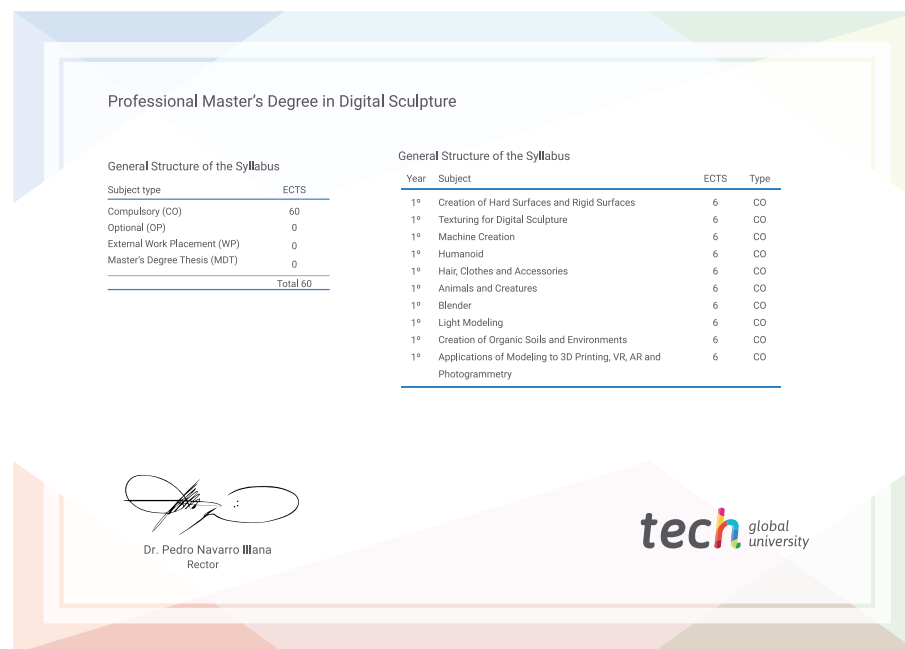 Professional Master's Degree in Digital Sculpture
General Structure of the Syllabus
Subject type ECTS
Compulsory (CO) 60
Optional (OP) 0
External Work Placement (WP) 0
Master's Degree Thesis (MDT) 0
Total 60
General Structure of the Syllabus
Year Subject ECTS Type
1º Creation of Hard Surfaces and Rigid Surfaces 6 CO
1º Texturing for Digital Sculpture 6 CO
1º Machine Creation 6 CO
1º Humanoid 6 CO
1º Hair, Clothes and Accessories 6 CO
1º Animals and Creatures 6 CO
1º Blender 6 CO
1º Light Modeling 6 CO
1º Creation of Organic Soils and Environments 6 CO
1º Applications of Modeling to 3D Printing, VR, AR and 6 CO
Photogrammetry
Dr. Pedro Navarro Illana
Rector
tech global
university